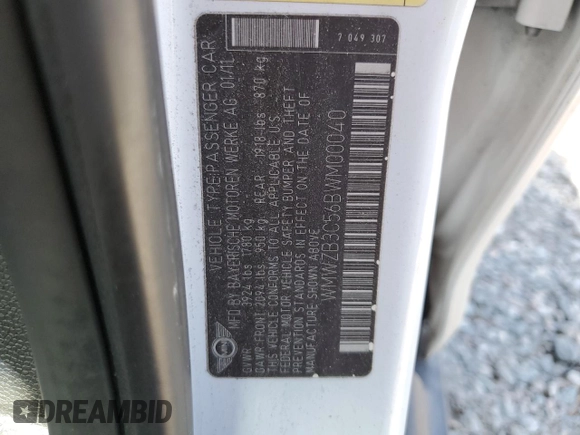 7 049 307
VEHICLE TYPE:PASSENGER CAR
MFD BY BAYERISCHE MOTOREN WERKE AG 01/11
GVWR 3924 lbs 1780 kg
GAWR-FRONT 2094 lbs 950 kg REAR 1918 lbs 870 kg
THIS VEHICLE CONFORMS TO ALL APPLICABLE U.S.
FEDERAL MOTOR VEHICLE SAFETY BUMPER AND THEFT
PREVENTION STANDARDS IN EFFECT ON THE DATE OF
MANUFACTURE SHOWN ABOVE
WMWZB3C56BWM00040
MINI
DREAMBID